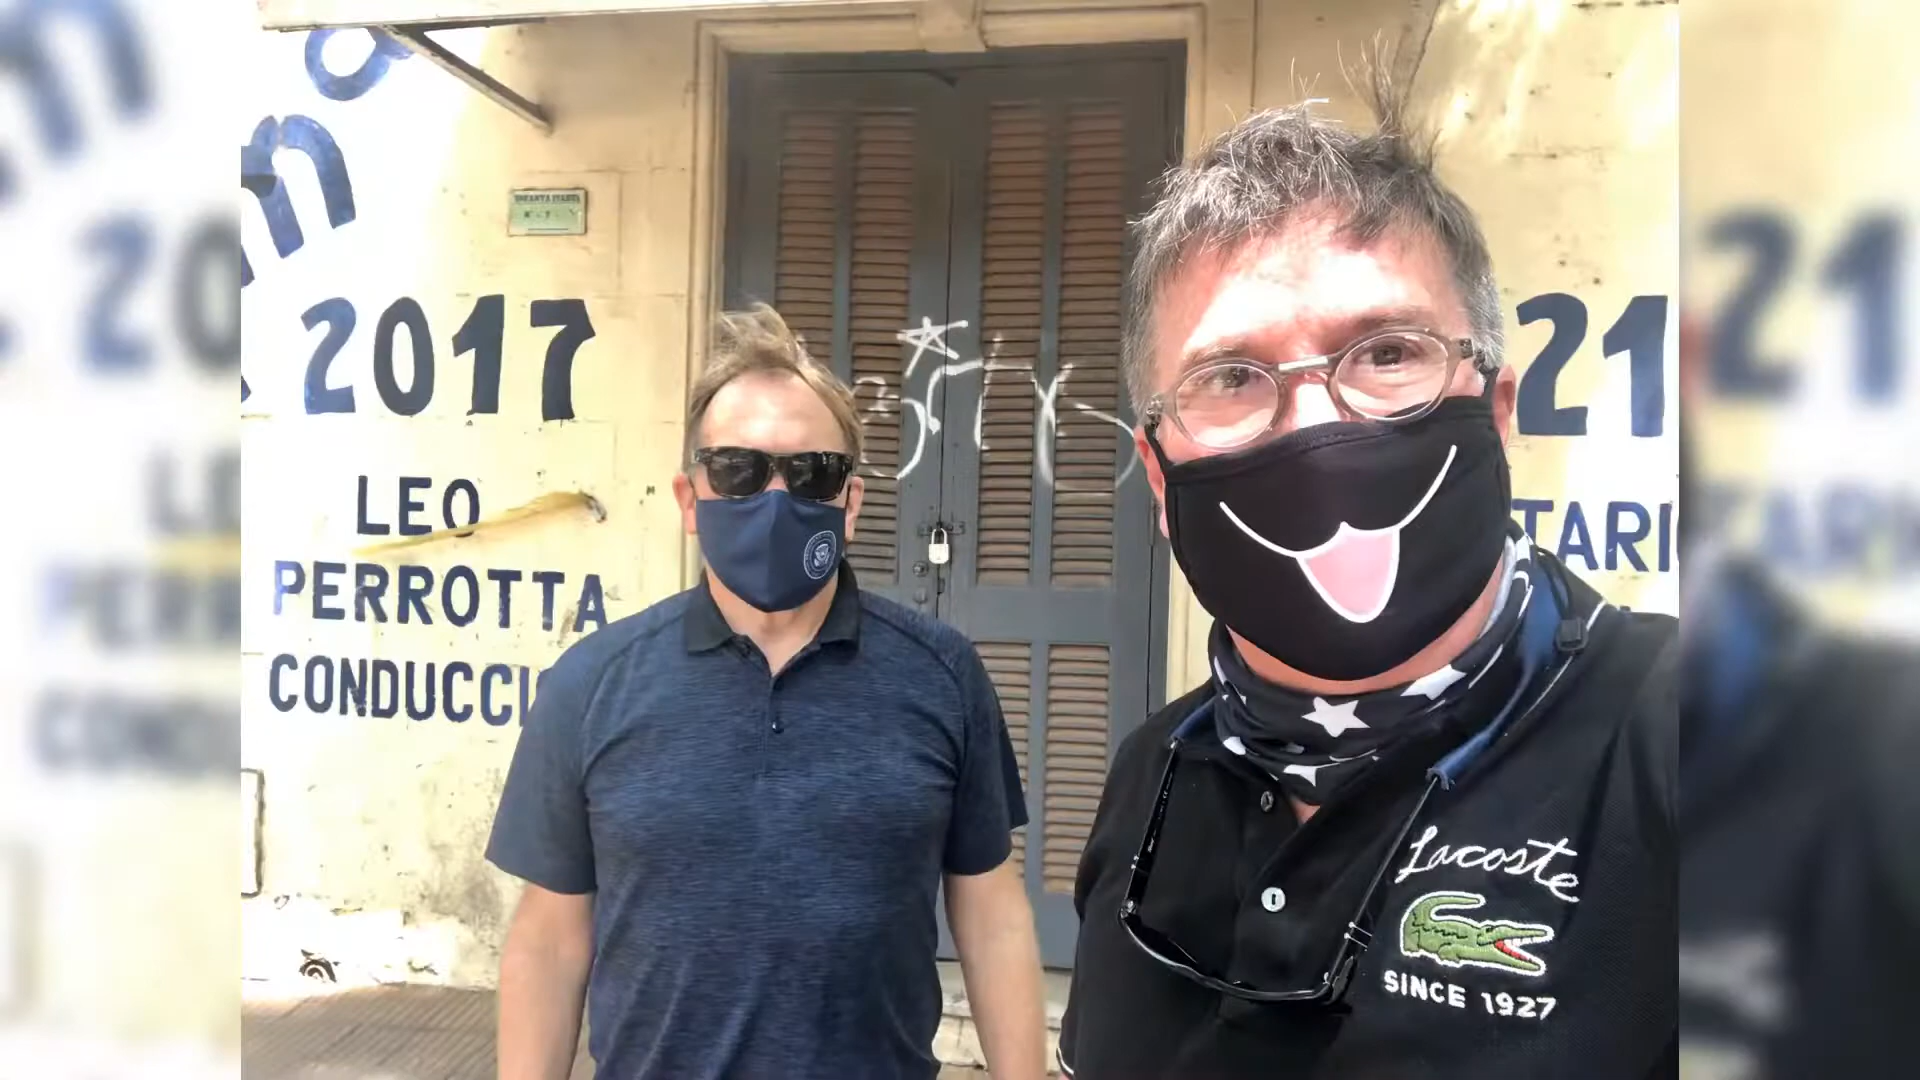 2017
LEO
PERROTTA
CONDUCCI
21
TARI
Lacoste
SINCE 1927